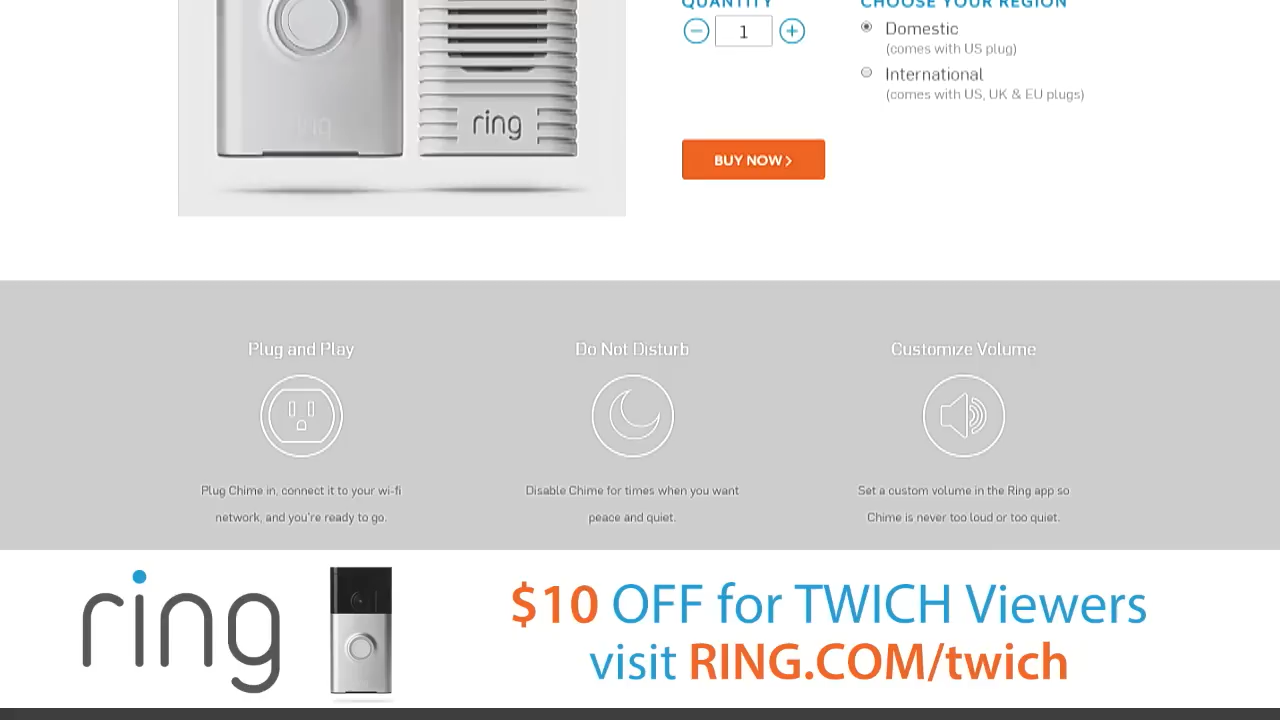 QUANTITY
CHOOSE YOUR REGION
1
Domestic
(comes with US plug)
International
(comes with US, UK & EU plugs)
ring
BUY NOW >
Plug and Play
Do Not Disturb
Customize Volume
Plug Chime in, connect it to your wi-fi
network, and you're ready to go.
Disable Chime for times when you want
peace and quiet.
Set a custom volume in the Ring app so
Chime is never too loud or too quiet.
ring
$10 OFF for TWICH Viewers
visit RING.COM/twich